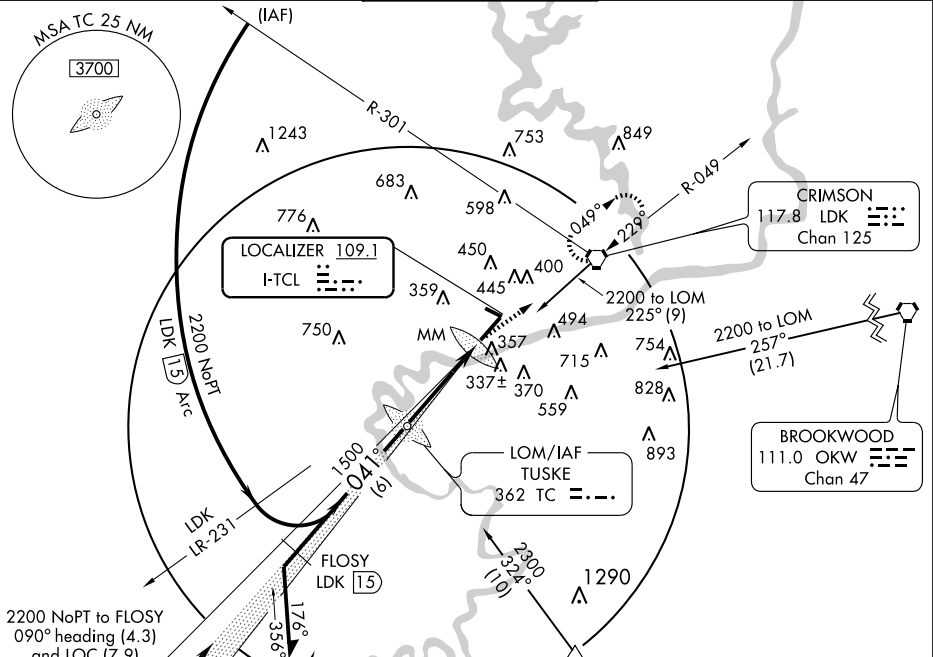 MSA TC 25 NM
3700
(IAF)
R-301
1243
753
849
R-049
683
598
049°
229°
CRIMSON
117.8 LDK
Chan 125
776
LOCALIZER 109.1
I-TCL
450
445
400
359
2200 to LOM
225° (9)
2200 NoPT
LDK 15 Arc
750
MM
357
494
715
754
337±
370
559
828
2200 to LOM
257°
(21.7)
893
BROOKWOOD
111.0 OKW
Chan 47
1500
041°
(6)
LOM/IAF
TUSKE
362 TC
LDK
LR-231
FLOSY
LDK 15
2300
324°
(10)
1290
176°
356°
2200 NoPT to FLOSY
090° heading (4.3)
and LOC (7.9)